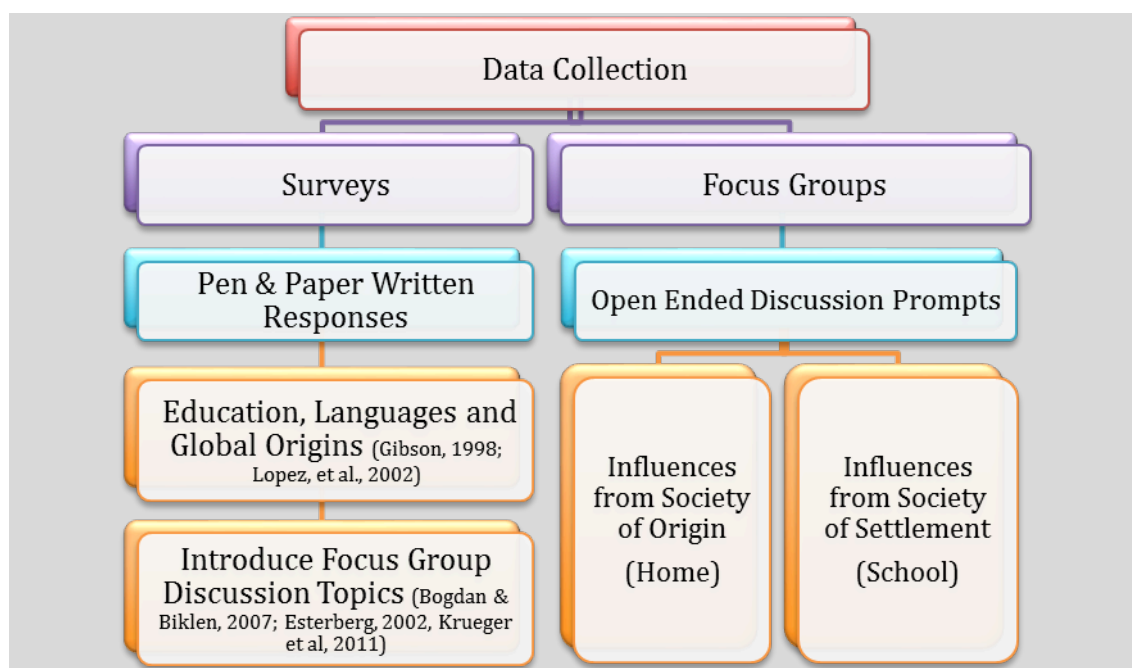 Data Collection
Surveys
Focus Groups
Pen & Paper Written
Responses
Open Ended Discussion Prompts
Education, Languages and
Global Origins (Gibson, 1998;
Lopez, et al., 2002)
Introduce Focus Group
Discussion Topics (Bogdan &
Biklen, 2007; Esterberg, 2002, Krueger
et al, 2011)
Influences
from Society
of Origin
(Home)
Influences
from Society
of Settlement
(School)